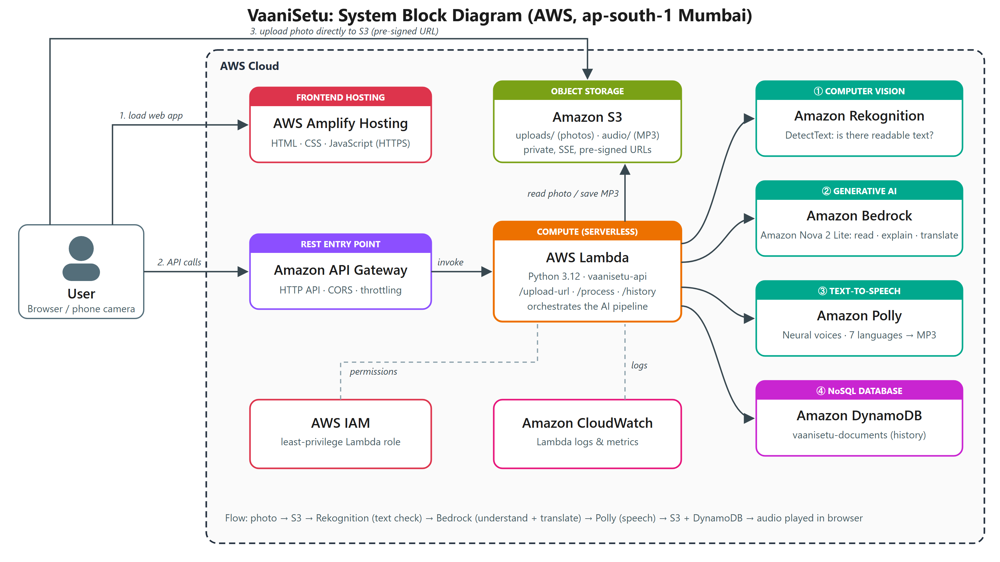 VaaniSetu: System Block Diagram (AWS, ap-south-1 Mumbai)
3. upload photo directly to S3 (pre-signed URL)
AWS Cloud
1. load web app
FRONTEND HOSTING
AWS Amplify Hosting
HTML · CSS · JavaScript (HTTPS)
OBJECT STORAGE
Amazon S3
uploads/ (photos) · audio/ (MP3)
private, SSE, pre-signed URLs
① COMPUTER VISION
Amazon Rekognition
DetectText: is there readable text?
read photo / save MP3
② GENERATIVE AI
Amazon Bedrock
Amazon Nova 2 Lite: read · explain · translate
User
Browser / phone camera
2. API calls
REST ENTRY POINT
Amazon API Gateway
HTTP API · CORS · throttling
invoke
COMPUTE (SERVERLESS)
AWS Lambda
Python 3.12 · vaanisetu-api
/upload-url · /process · /history
orchestrates the AI pipeline
③ TEXT-TO-SPEECH
Amazon Polly
Neural voices · 7 languages → MP3
permissions
logs
④ NoSQL DATABASE
Amazon DynamoDB
vaanisetu-documents (history)
AWS IAM
least-privilege Lambda role
Amazon CloudWatch
Lambda logs & metrics
Flow: photo → S3 → Rekognition (text check) → Bedrock (understand + translate) → Polly (speech) → S3 + DynamoDB → audio played in browser